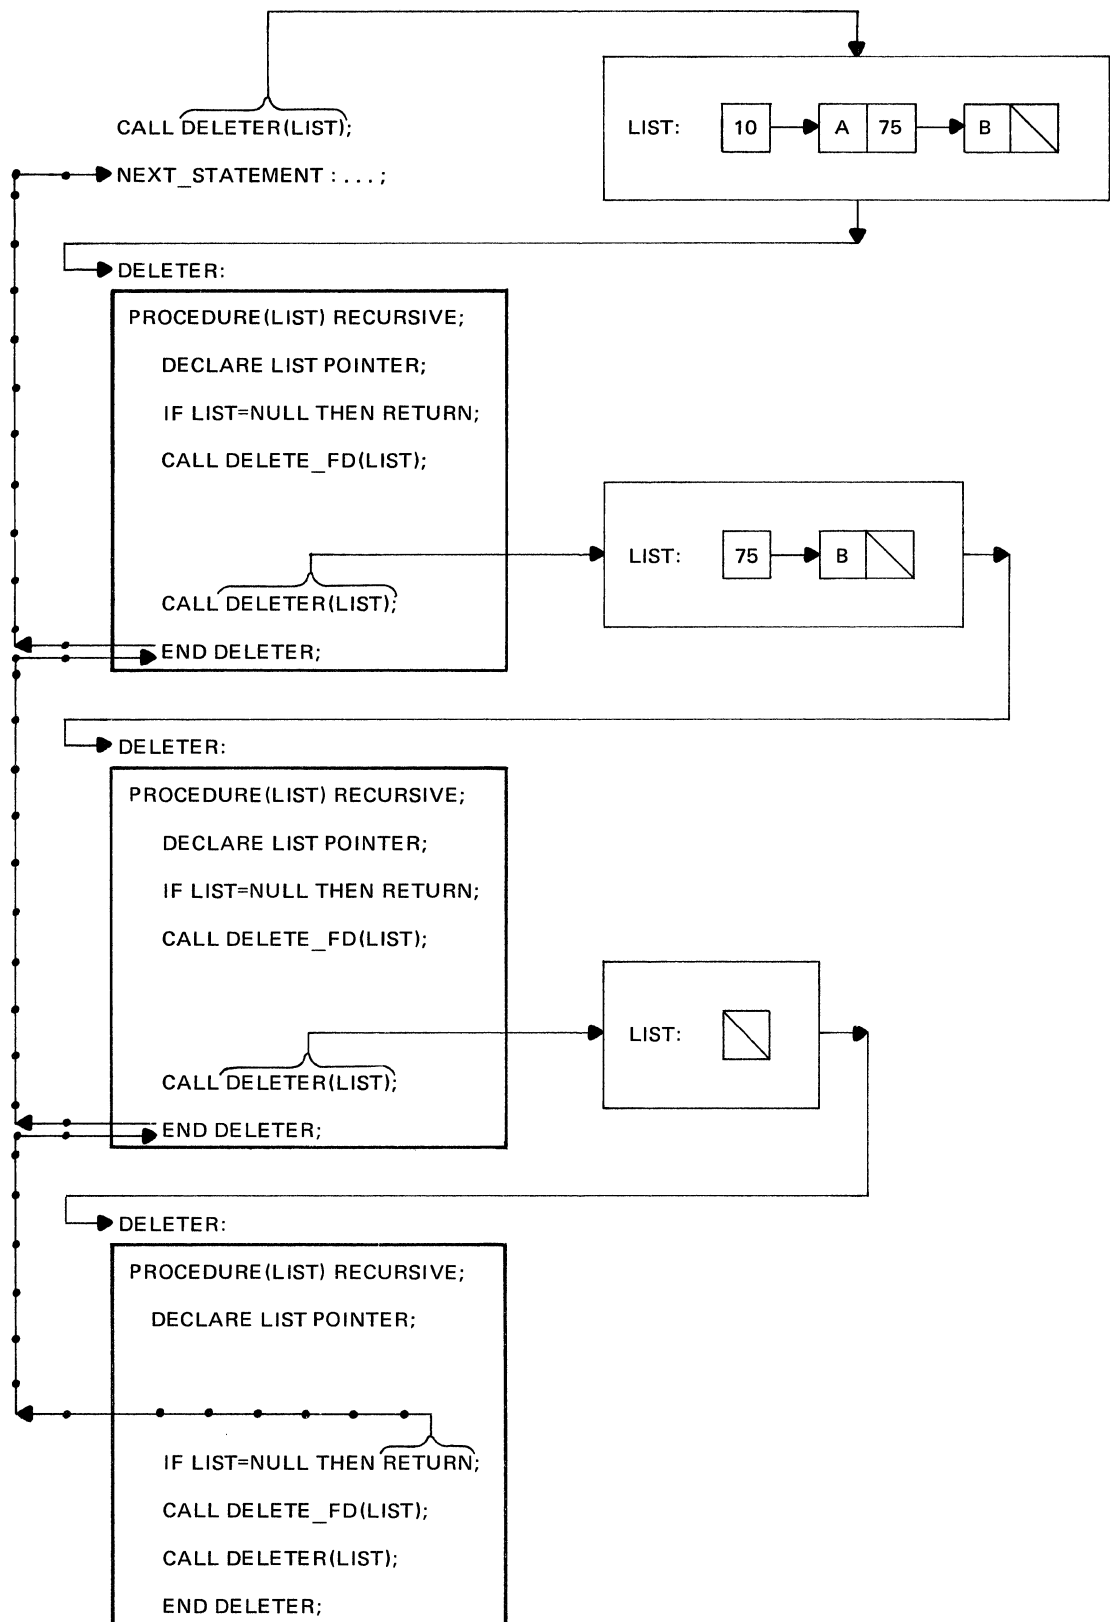 CALL DELETER(LIST);
LIST: 10 A 75 B
NEXT_STATEMENT : . . . ;
DELETER:
PROCEDURE(LIST) RECURSIVE;
DECLARE LIST POINTER;
IF LIST=NULL THEN RETURN;
CALL DELETE_FD(LIST);
LIST: 75 B
CALL DELETER(LIST);
END DELETER;
DELETER:
PROCEDURE(LIST) RECURSIVE;
DECLARE LIST POINTER;
IF LIST=NULL THEN RETURN;
CALL DELETE_FD(LIST);
LIST:
CALL DELETER(LIST);
END DELETER;
DELETER:
PROCEDURE(LIST) RECURSIVE;
DECLARE LIST POINTER;
IF LIST=NULL THEN RETURN;
CALL DELETE_FD(LIST);
CALL DELETER(LIST);
END DELETER;